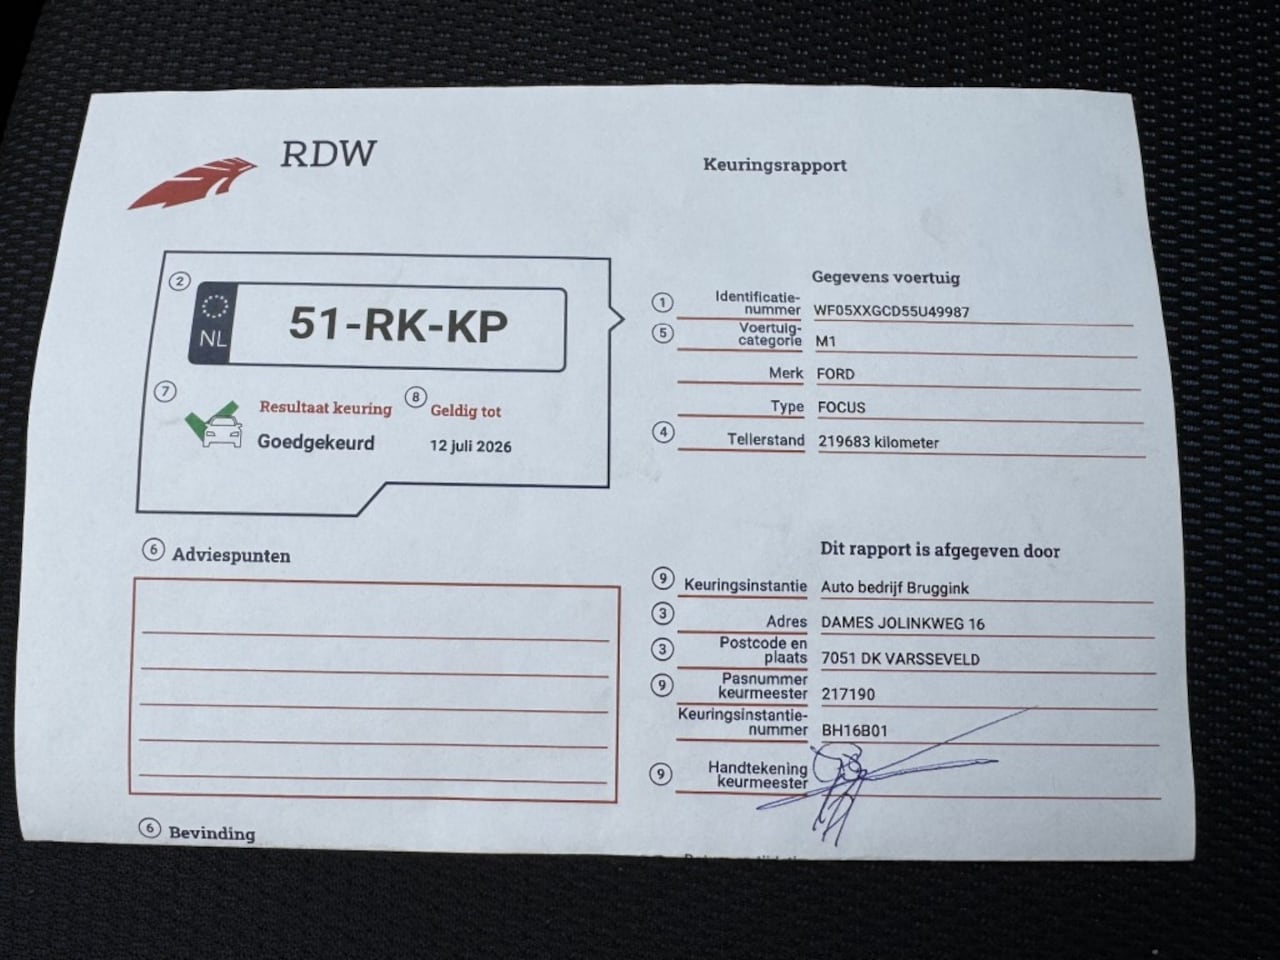 RDW
Keuringsrapport
2
NL
51-RK-KP
7
Resultaat keuring
Goedgekeurd
8
Geldig tot
12 juli 2026
Gegevens voertuig
1 Identificatie-
nummer WF05XXGCD55U49987
5 Voertuig-
categorie M1
Merk FORD
Type FOCUS
4 Tellerstand 219683 kilometer
6 Adviespunten
Dit rapport is afgegeven door
9 Keuringsinstantie Auto bedrijf Bruggink
3 Adres DAMES JOLINKWEG 16
3 Postcode en
plaats 7051 DK VARSSEVELD
9 Pasnummer
keurmeester 217190
Keuringsinstantie-
nummer BH16B01
9 Handtekening
keurmeester
6 Bevinding